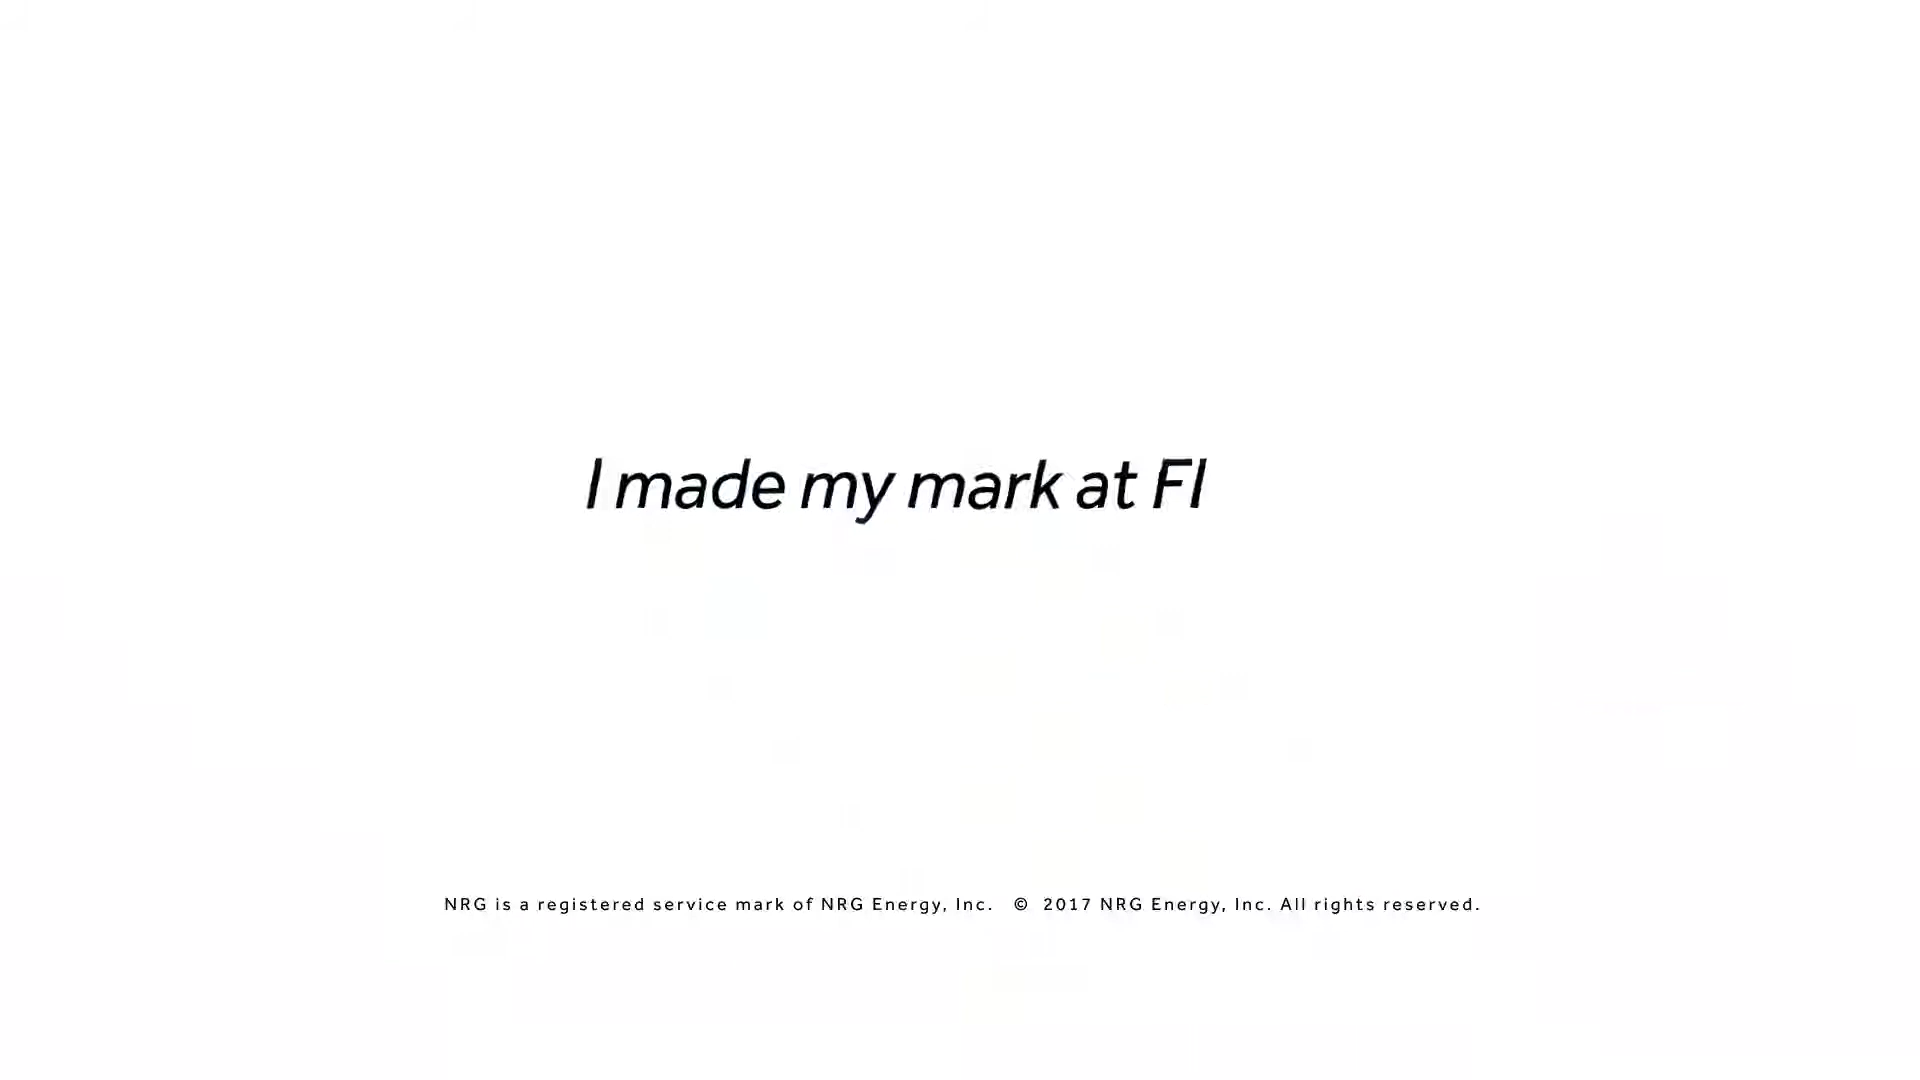 I made my mark at FI
NRG is a registered service mark of NRG Energy, Inc. © 2017 NRG Energy, Inc. All rights reserved.